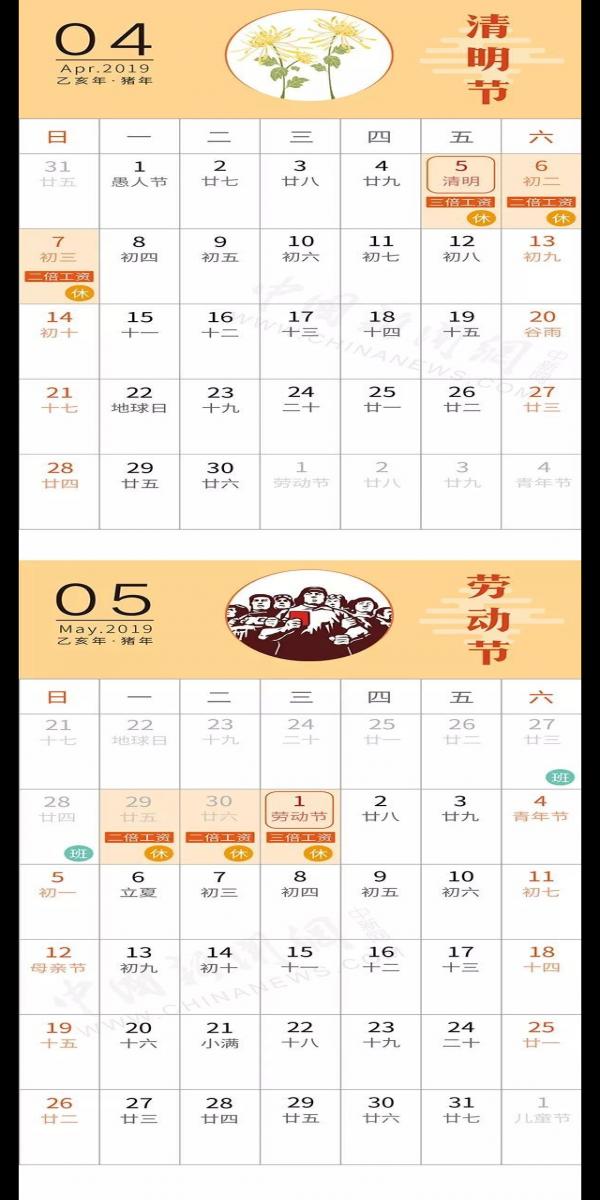 04
Apr.2019
乙亥年·猪年
清明节
日 一 二 三 四 五 六
31 1 2 3 4 5 6
廿五 愚人节 廿七 廿八 廿九 清明 初二
三倍工资 二倍工资
休 休
7 8 9 10 11 12 13
初三 初四 初五 初六 初七 初八 初九
二倍工资
休
14 15 16 17 18 19 20
初十 十一 十二 十三 十四 十五 谷雨
21 22 23 24 25 26 27
十七 地球日 十九 二十 廿一 廿二 廿三
28 29 30 1 2 3 4
廿四 廿五 廿六 劳动节 廿八 廿九 青年节
中国新闻网
WWW.CHINANEWS.COM
05
May.2019
乙亥年·猪年
劳动节
日 一 二 三 四 五 六
21 22 23 24 25 26 27
十七 地球日 十九 二十 廿一 廿二 廿三
班
28 29 30 1 2 3 4
廿四 廿五 廿六 劳动节 廿八 廿九 青年节
二倍工资 二倍工资 三倍工资
班 休 休 休
5 6 7 8 9 10 11
初一 立夏 初三 初四 初五 初六 初七
12 13 14 15 16 17 18
母亲节 初九 初十 十一 十二 十三 十四
19 20 21 22 23 24 25
十五 十六 小满 十八 十九 二十 廿一
26 27 28 29 30 31 1
廿二 廿三 廿四 廿五 廿六 廿七 儿童节
中国新闻网
WWW.CHINANEWS.COM